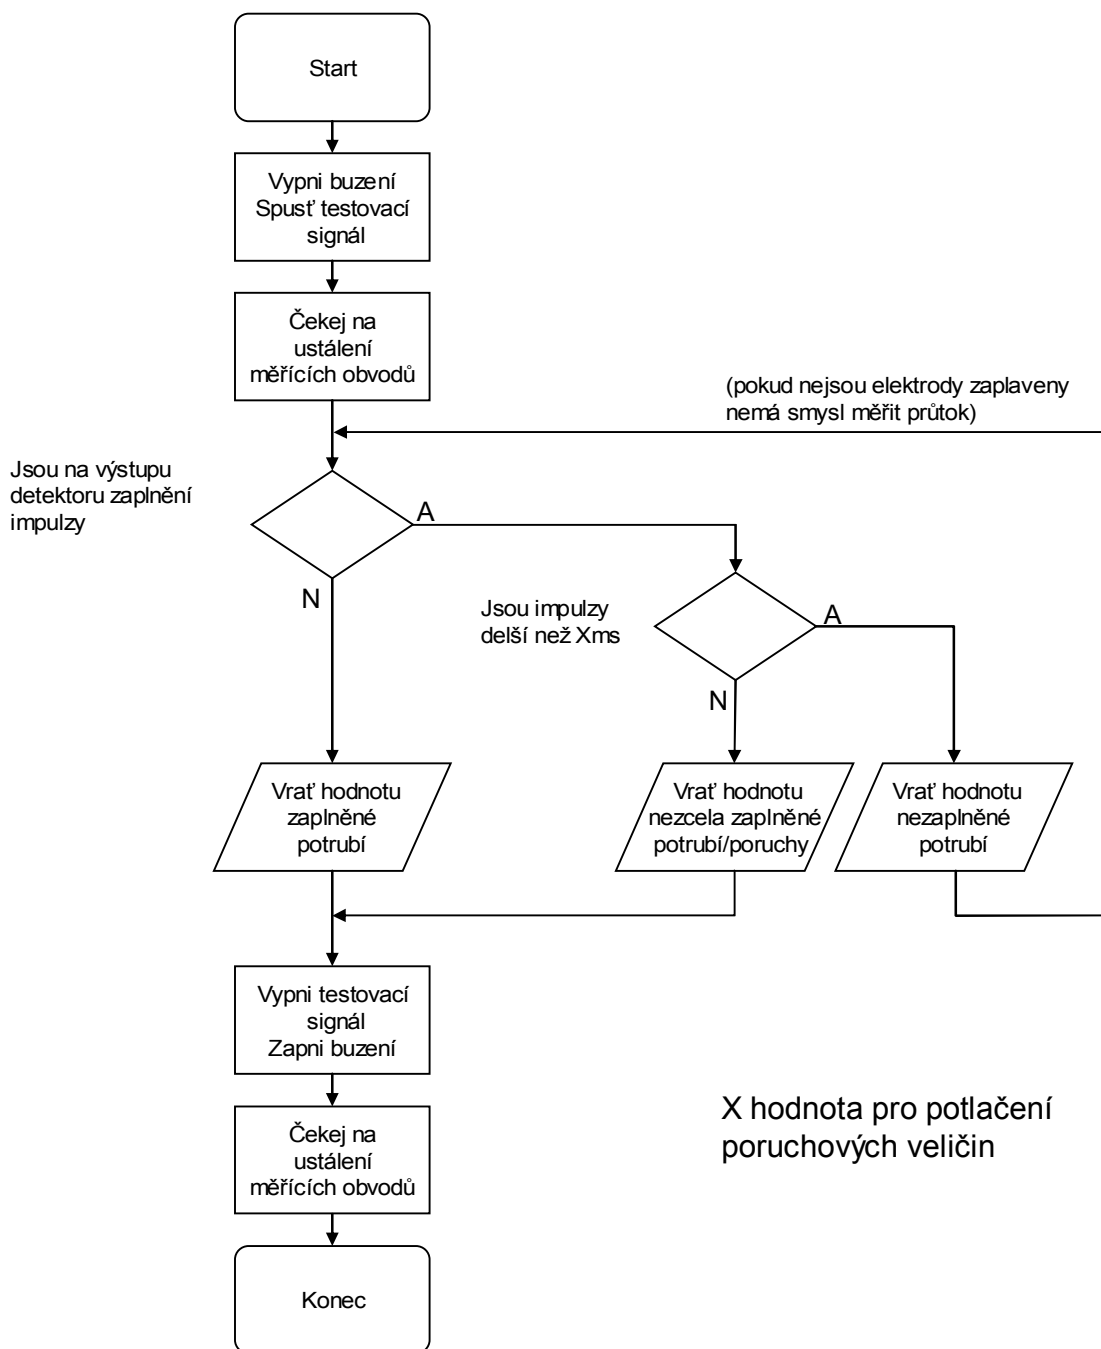 Start
Vypni buzení
Spusť testovací
signál
Čekej na
ustálení
měřících obvodů
(pokud nejsou elektrody zaplaveny
nemá smysl měřit průtok)
Jsou na výstupu
detektoru zaplnění
impulzy
A
N
Jsou impulzy
delší než Xms
A
N
Vrať hodnotu
zaplněné
potrubí
Vrať hodnotu
nezcela zaplněné
potrubí/poruchy
Vrať hodnotu
nezaplněné
potrubí
Vypni testovací
signál
Zapni buzení
X hodnota pro potlačení
poruchových veličin
Čekej na
ustálení
měřících obvodů
Konec